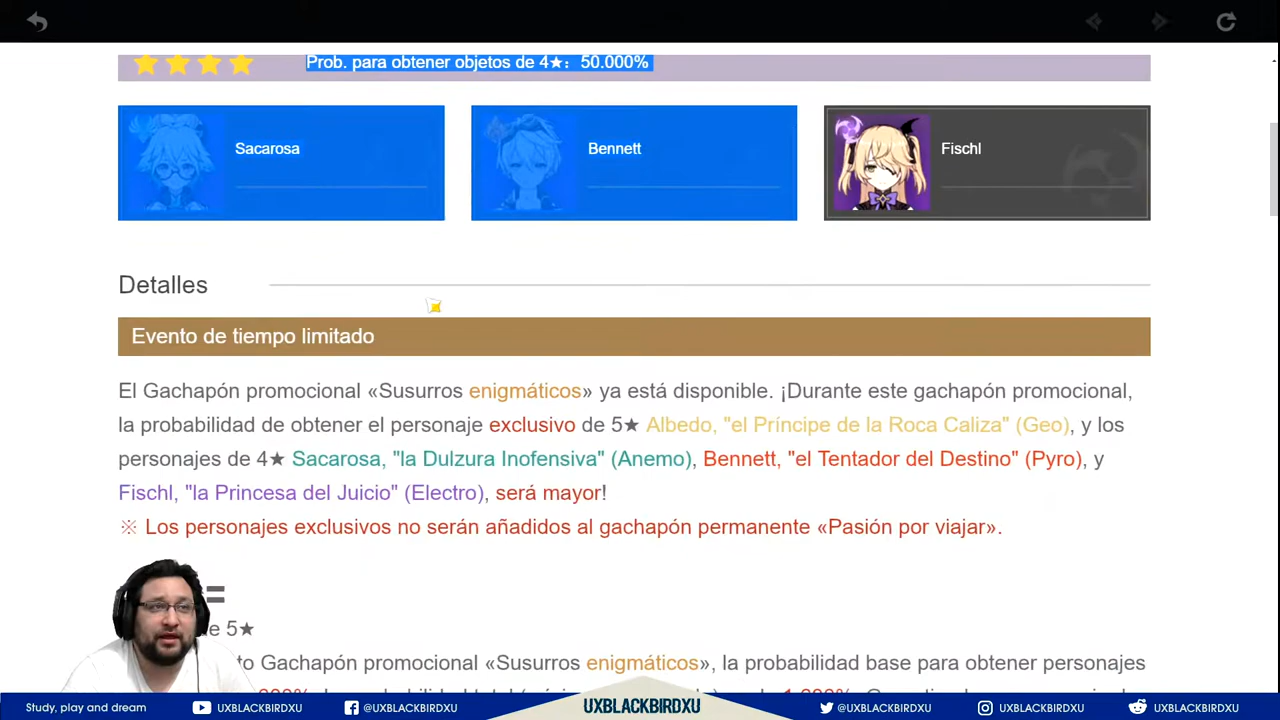 Prob. para obtener objetos de 4★: 50.000%
Sacarosa
Bennett
Fischl
Detalles
Evento de tiempo limitado
El Gachapón promocional «Susurros enigmáticos» ya está disponible. ¡Durante este gachapón promocional,
la probabilidad de obtener el personaje exclusivo de 5★ Albedo, "el Príncipe de la Roca Caliza" (Geo), y los
personajes de 4★ Sacarosa, "la Dulzura Inofensiva" (Anemo), Bennett, "el Tentador del Destino" (Pyro), y
Fischl, "la Princesa del Juicio" (Electro), será mayor!
※ Los personajes exclusivos no serán añadidos al gachapón permanente «Pasión por viajar».
de 5★
Gachapón promocional «Susurros enigmáticos», la probabilidad base para obtener personajes
Study, play and dream
UXBLACKBIRDXU
@UXBLACKBIRDXU
UXBLACKBIRDXU
@UXBLACKBIRDXU
UXBLACKBIRDXU
UXBLACKBIRDXU